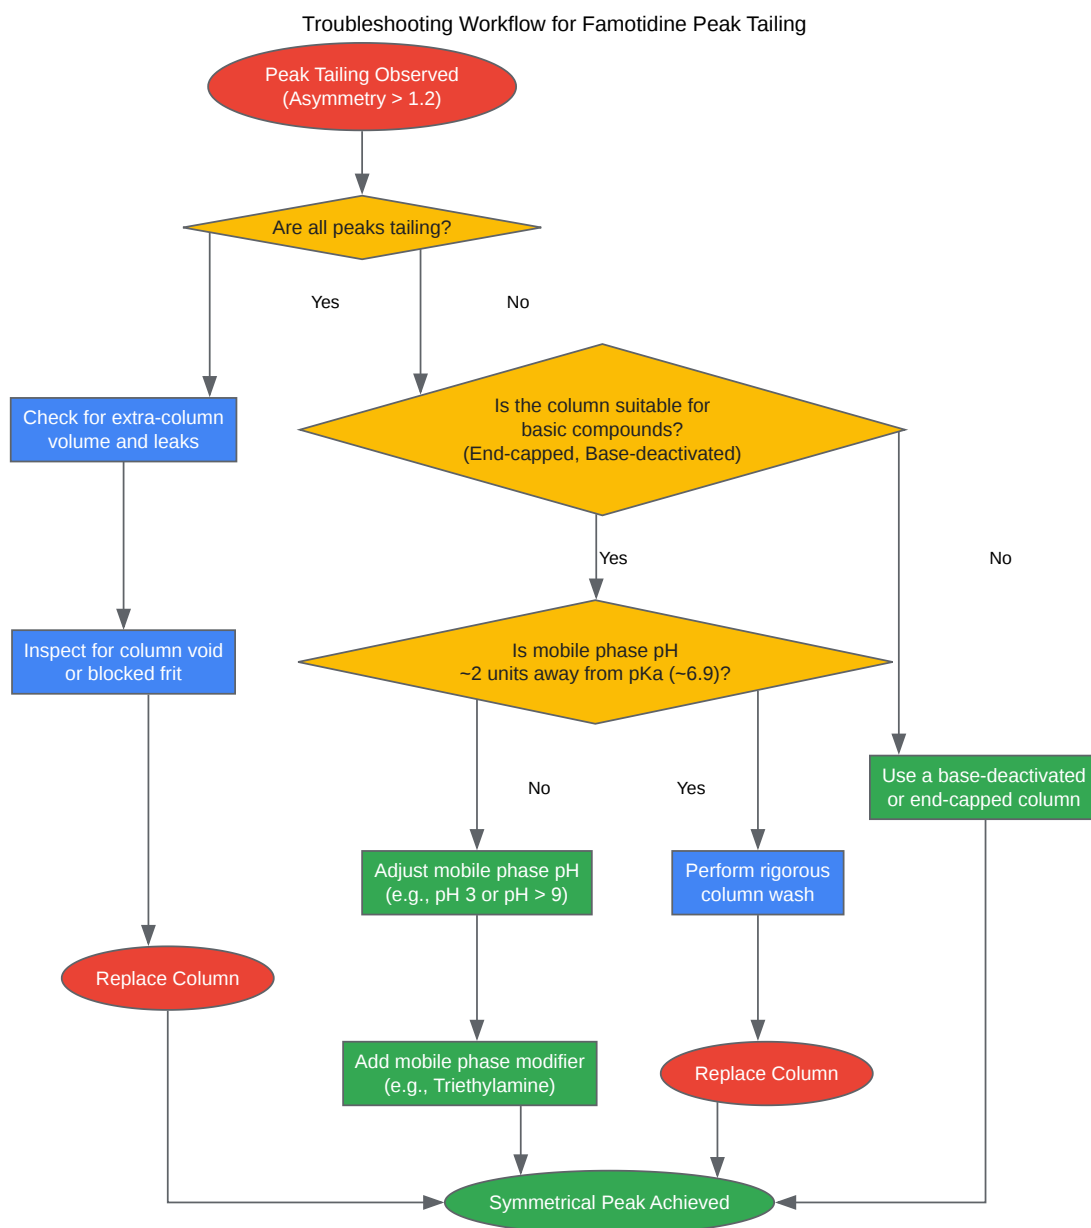 Troubleshooting Workflow for Famotidine Peak Tailing
Peak Tailing Observed
(Asymmetry > 1.2)
Are all peaks tailing?
Yes
No
Check for extra-column
volume and leaks
Is the column suitable for
basic compounds?
(End-capped, Base-deactivated)
Yes
No
Inspect for column void
or blocked frit
Is mobile phase pH
~2 units away from pKa (~6.9)?
No
Yes
Use a base-deactivated
or end-capped column
Adjust mobile phase pH
(e.g., pH 3 or pH > 9)
Perform rigorous
column wash
Replace Column
Add mobile phase modifier
(e.g., Triethylamine)
Replace Column
Symmetrical Peak Achieved